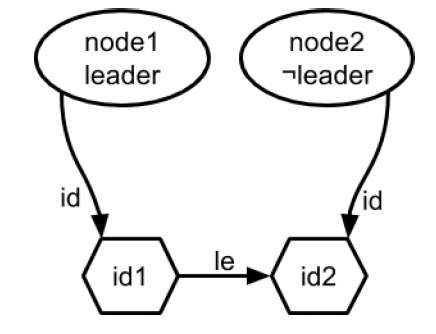 node1
leader
node2
¬leader
id
id
id1
le
id2